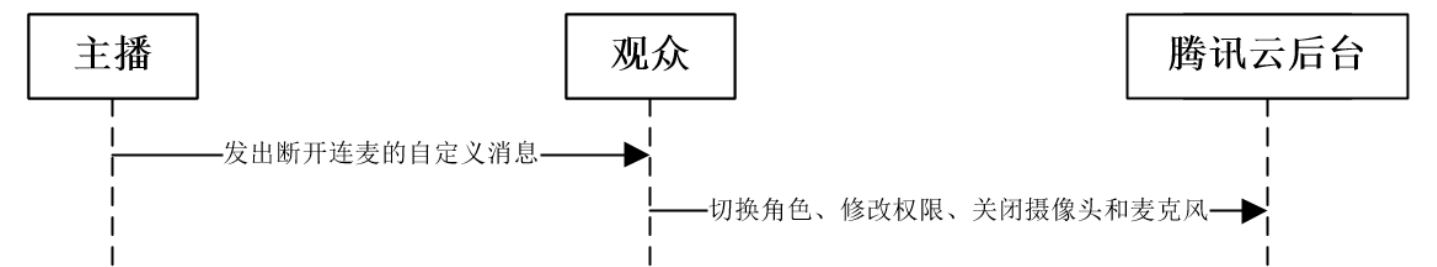 主播
观众
腾讯云后台
发出断开连麦的自定义消息
切换角色、修改权限、关闭摄像头和麦克风